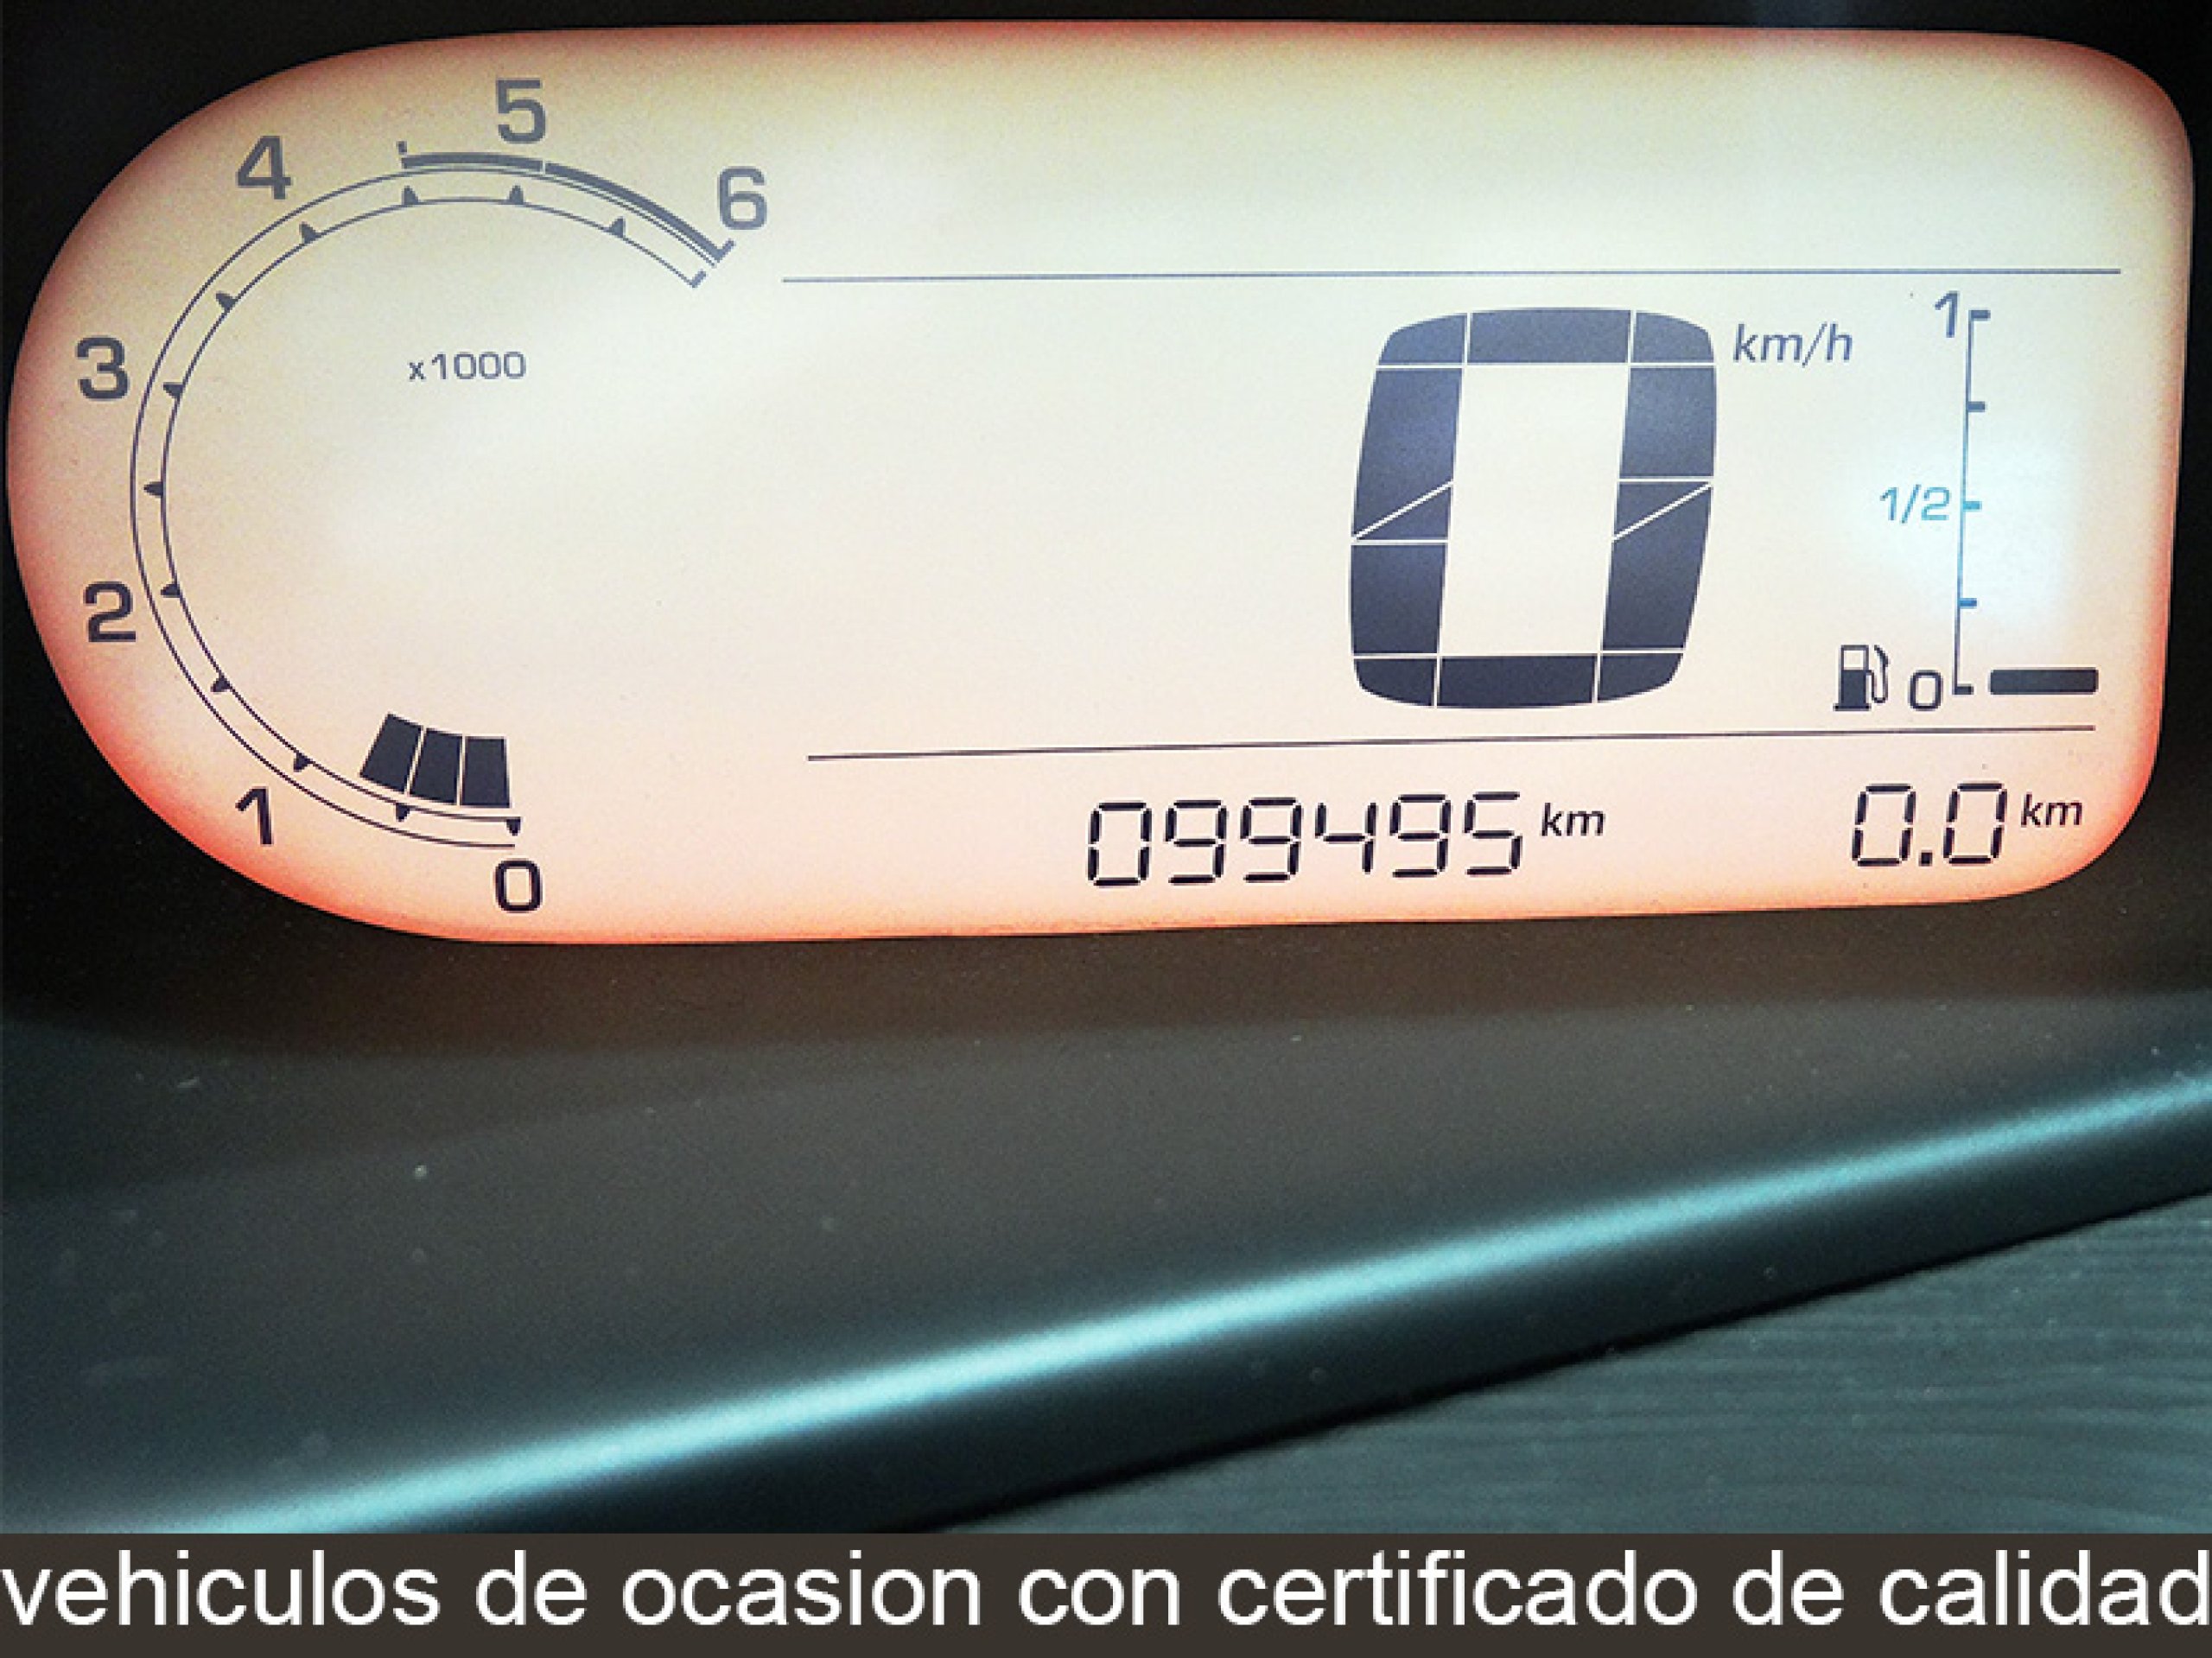 5
4
6
3
x1000
2
1
0
0 km/h
1
1/2
0
099495 km
0.0 km
vehiculos de ocasion con certificado de calidad